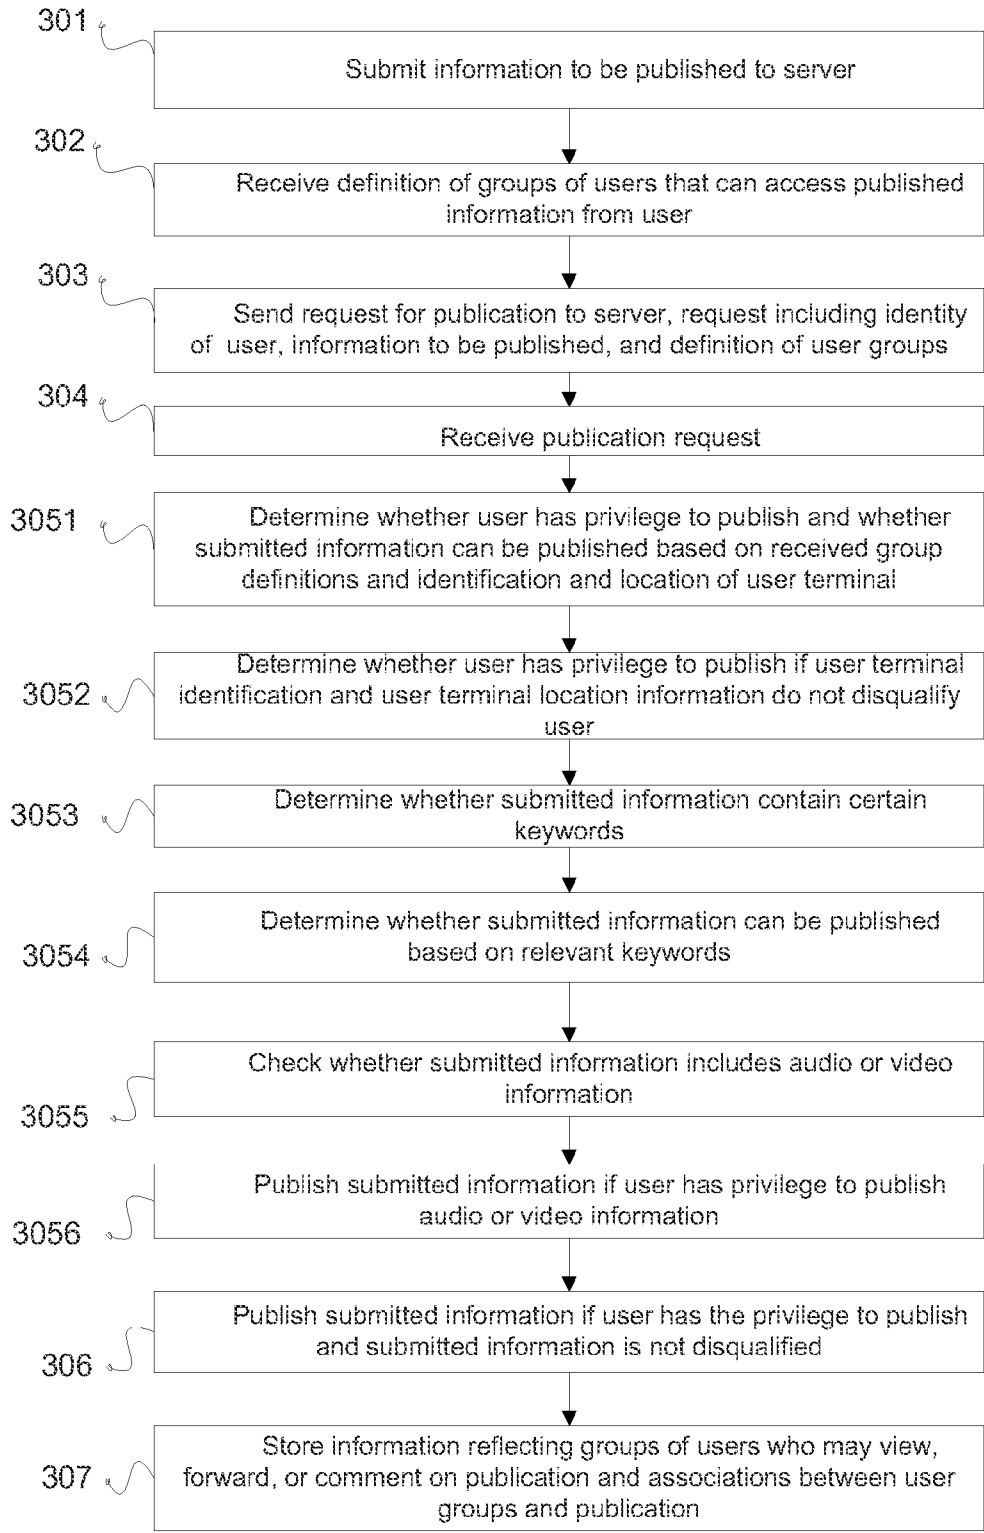 301
Submit information to be published to server
302
Receive definition of groups of users that can access published
information from user
303
Send request for publication to server, request including identity
of user, information to be published, and definition of user groups
304
Receive publication request
3051
Determine whether user has privilege to publish and whether
submitted information can be published based on received group
definitions and identification and location of user terminal
3052
Determine whether user has privilege to publish if user terminal
identification and user terminal location information do not disqualify
user
3053
Determine whether submitted information contain certain
keywords
3054
Determine whether submitted information can be published
based on relevant keywords
3055
Check whether submitted information includes audio or video
information
3056
Publish submitted information if user has privilege to publish
audio or video information
306
Publish submitted information if user has the privilege to publish
and submitted information is not disqualified
307
Store information reflecting groups of users who may view,
forward, or comment on publication and associations between user
groups and publication